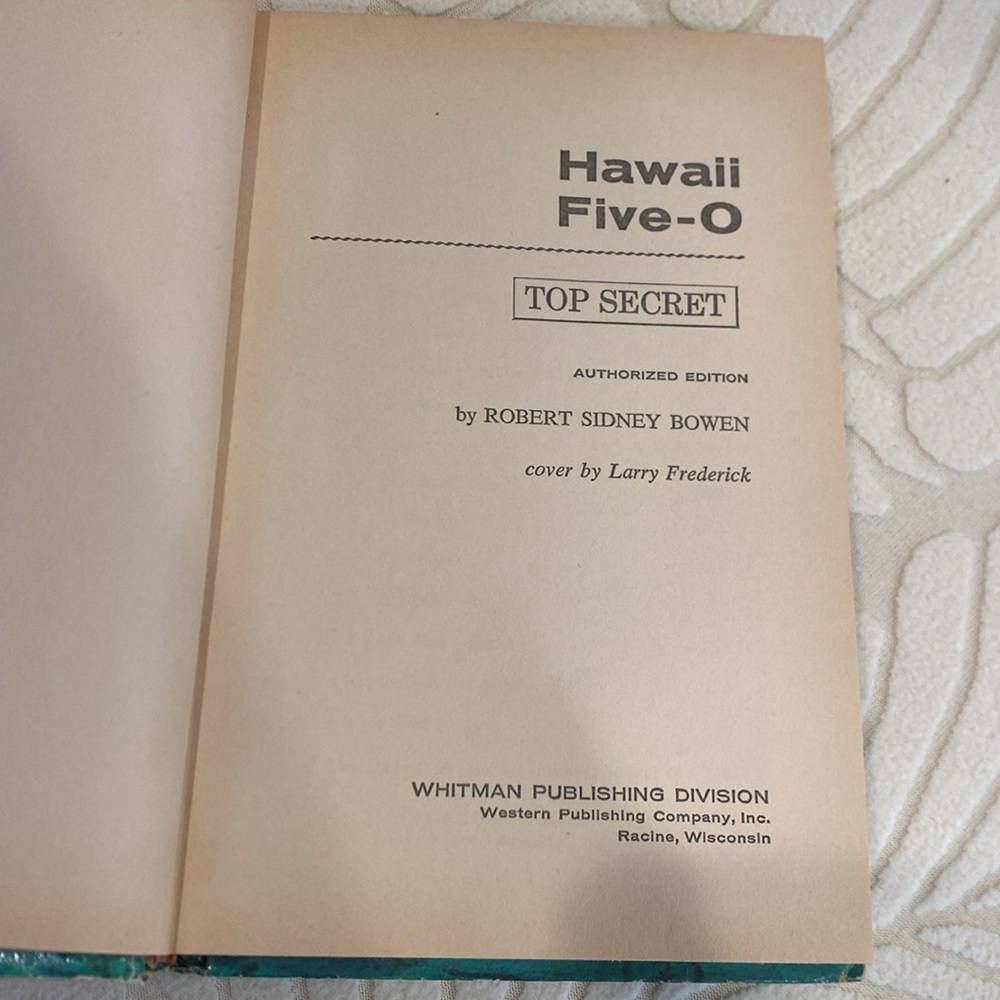 Hawaii
Five-O
TOP SECRET
AUTHORIZED EDITION
by ROBERT SIDNEY BOWEN
cover by Larry Frederick
WHITMAN PUBLISHING DIVISION
Western Publishing Company, Inc.
Racine, Wisconsin